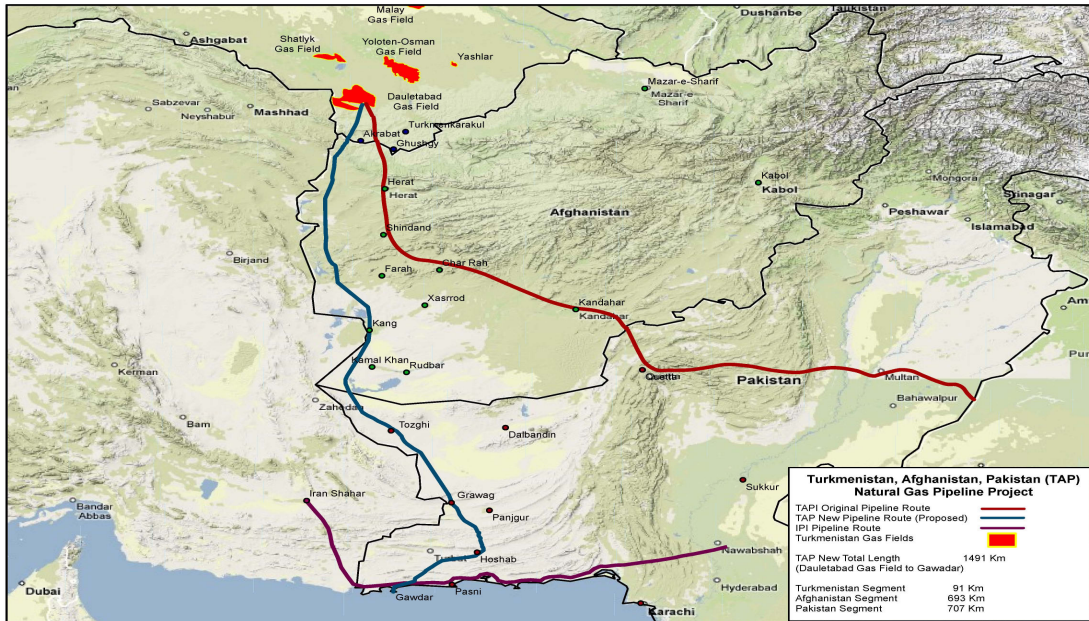 Malay
Gas Field
Dushanbe
Tajikistan
Ashgabat
Shatlyk
Gas Field
Yoloten-Osman
Gas Field
Yashlar
Dauletabad
Gas Field
Mazar-e-Sharif
Mazar-e-
Sharif
Sabzevar
Neyshabur
Mashhad
Turkmenkarakul
Akrabat
Ghushgy
Herat
Herat
Kabol
Kabol
Mongora
Srinagar
Peshawar
Islamabad
Afghanistan
Shindand
Birjand
Farah
Char Rah
Xasrrod
Kandahar
Kandahar
Am
Kang
Kamal Khan
Rudbar
Kerman
Quetta
Pakistan
Multan
Bahawalpur
Zahedan
Bam
Tozghi
Dalbandin
Sukkur
Iran Shahar
Grawag
Panjgur
Bandar
Abbas
Turbat
Hoshab
Nawabshah
Dubai
Gawdar
Pasni
Hyderabad
Karachi
Turkmenistan, Afghanistan, Pakistan (TAP)
Natural Gas Pipeline Project
TAPI Original Pipeline Route
TAP New Pipeline Route (Proposed)
IPI Pipeline Route
Turkmenistan Gas Fields
TAP New Total Length 1491 Km
(Dauletabad Gas Field to Gawadar)
Turkmenistan Segment 91 Km
Afghanistan Segment 693 Km
Pakistan Segment 707 Km